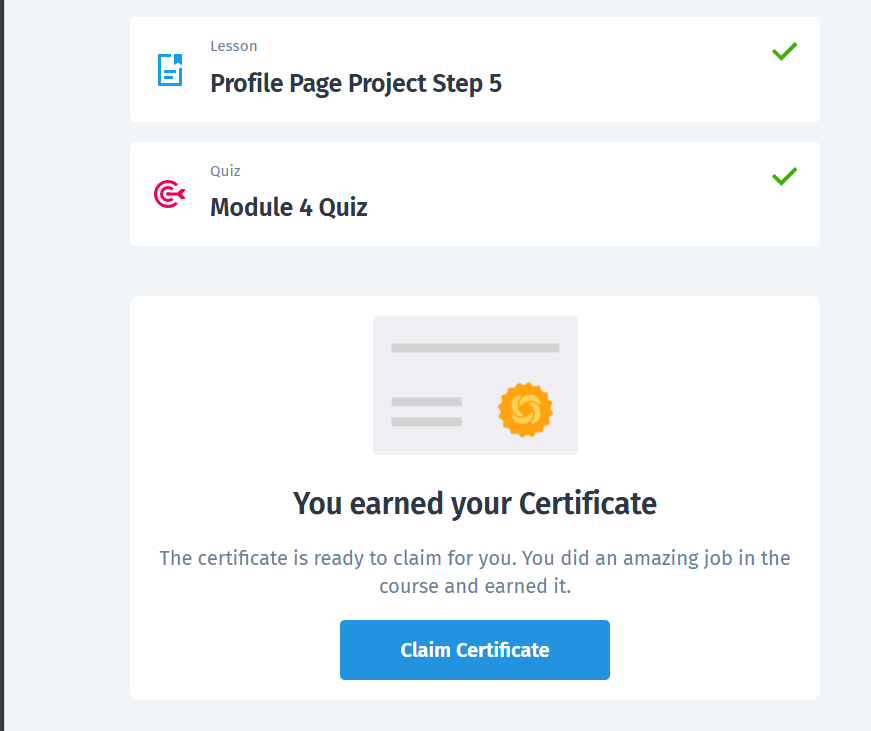 Lesson
Profile Page Project Step 5
Quiz
Module 4 Quiz
You earned your Certificate
The certificate is ready to claim for you. You did an amazing job in the
course and earned it.
Claim Certificate